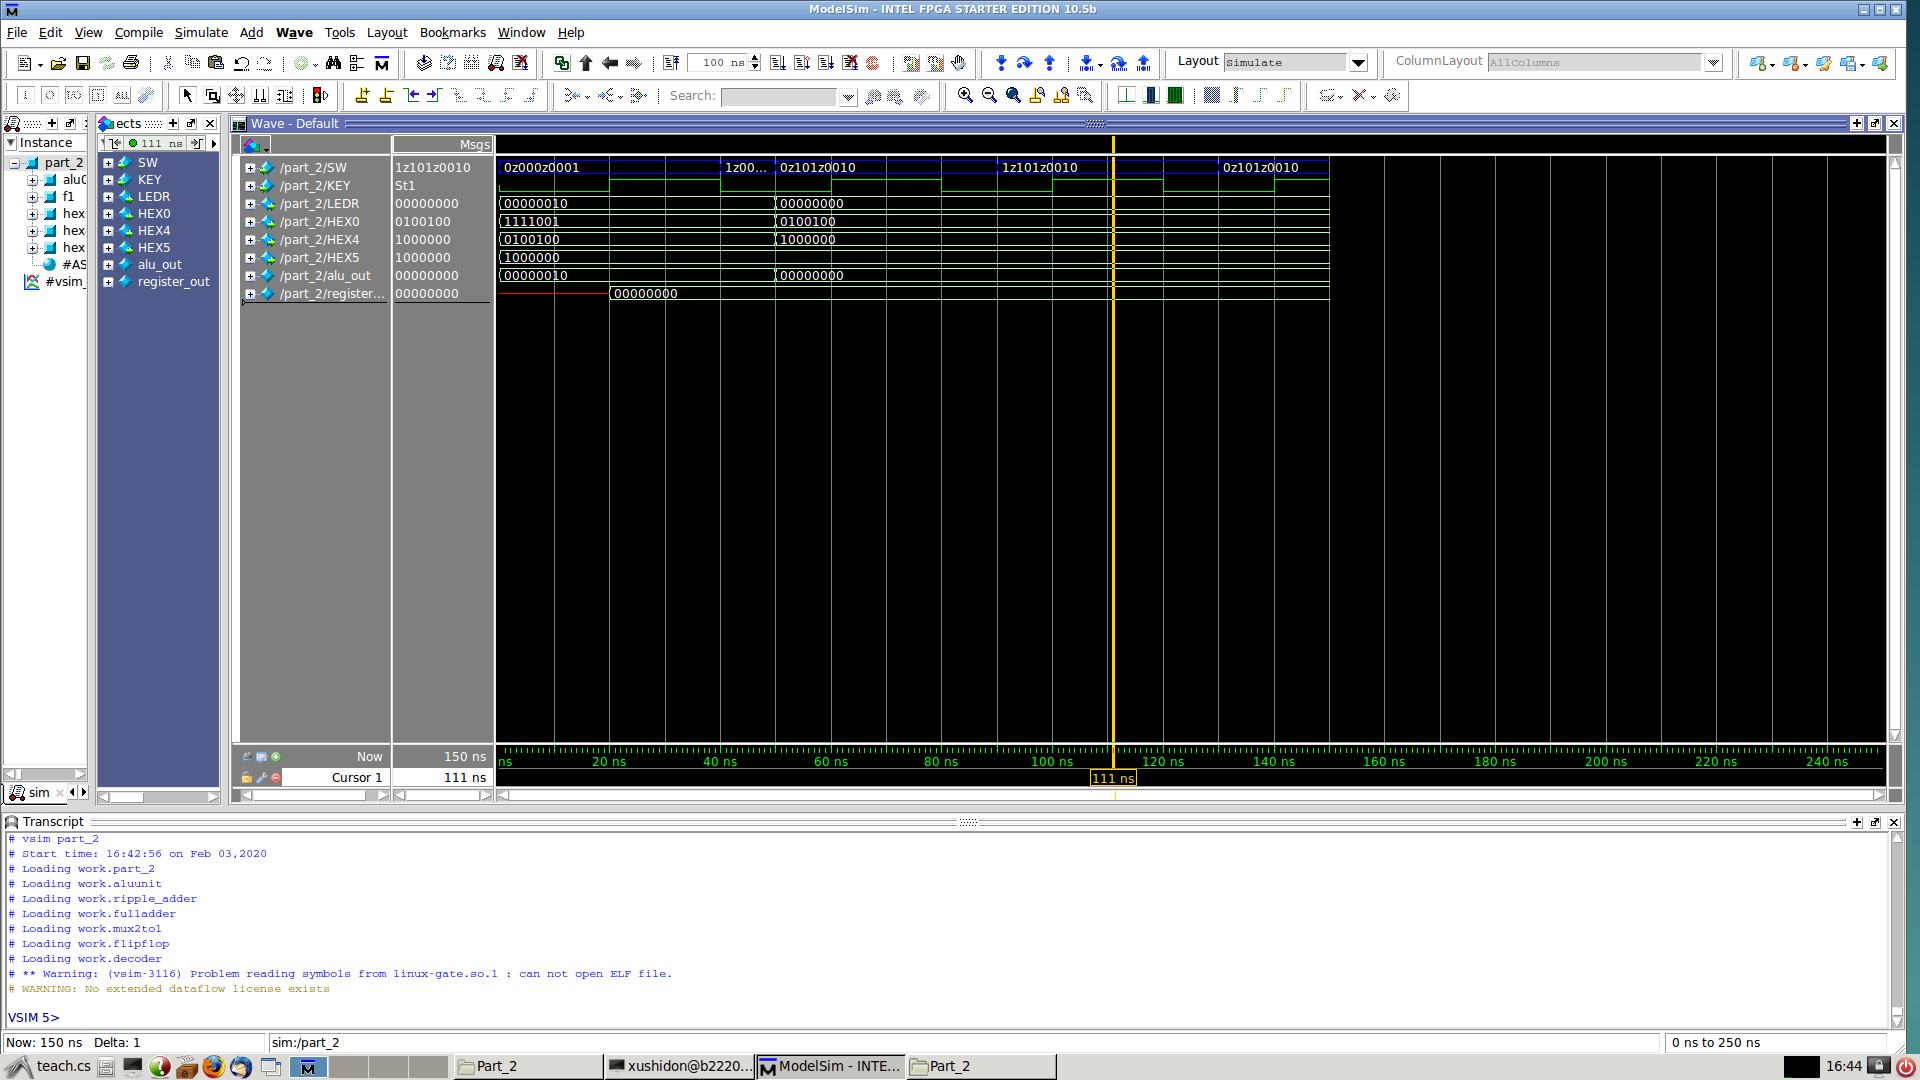 ModelSim - INTEL FPGA STARTER EDITION 10.5b
File Edit View Compile Simulate Add Wave Tools Layout Bookmarks Window Help
100 ns
Layout Simulate
ColumnLayout AllColumns
Search:
ects
Wave - Default
Instance
111 ns
Msgs
part_2
alu0
f1
hex
hex
hex
#AS
#vsim_
SW
KEY
LEDR
HEX0
HEX4
HEX5
alu_out
register_out
/part_2/SW 1z101z0010 0z000z0001 1z00... 0z101z0010 1z101z0010 0z101z0010
/part_2/KEY St1
/part_2/LEDR 00000000 00000010 00000000
/part_2/HEX0 0100100 1111001 0100100
/part_2/HEX4 1000000 0100100 1000000
/part_2/HEX5 1000000 1000000
/part_2/alu_out 00000000 00000010 00000000
/part_2/register... 00000000 00000000
Now 150 ns
ns 20 ns 40 ns 60 ns 80 ns 100 ns 120 ns 140 ns 160 ns 180 ns 200 ns 220 ns 240 ns
Cursor 1 111 ns 111 ns
sim
Transcript
# vsim part_2
# Start time: 16:42:56 on Feb 03,2020
# Loading work.part_2
# Loading work.aluunit
# Loading work.ripple_adder
# Loading work.fulladder
# Loading work.mux2to1
# Loading work.flipflop
# Loading work.decoder
# ** Warning: (vsim-3116) Problem reading symbols from linux-gate.so.1 : can not open ELF file.
# WARNING: No extended dataflow license exists
VSIM 5>
Now: 150 ns Delta: 1 sim:/part_2 0 ns to 250 ns
teach.cs Part_2 xushidon@b2220... ModelSim - INTE... Part_2 16:44